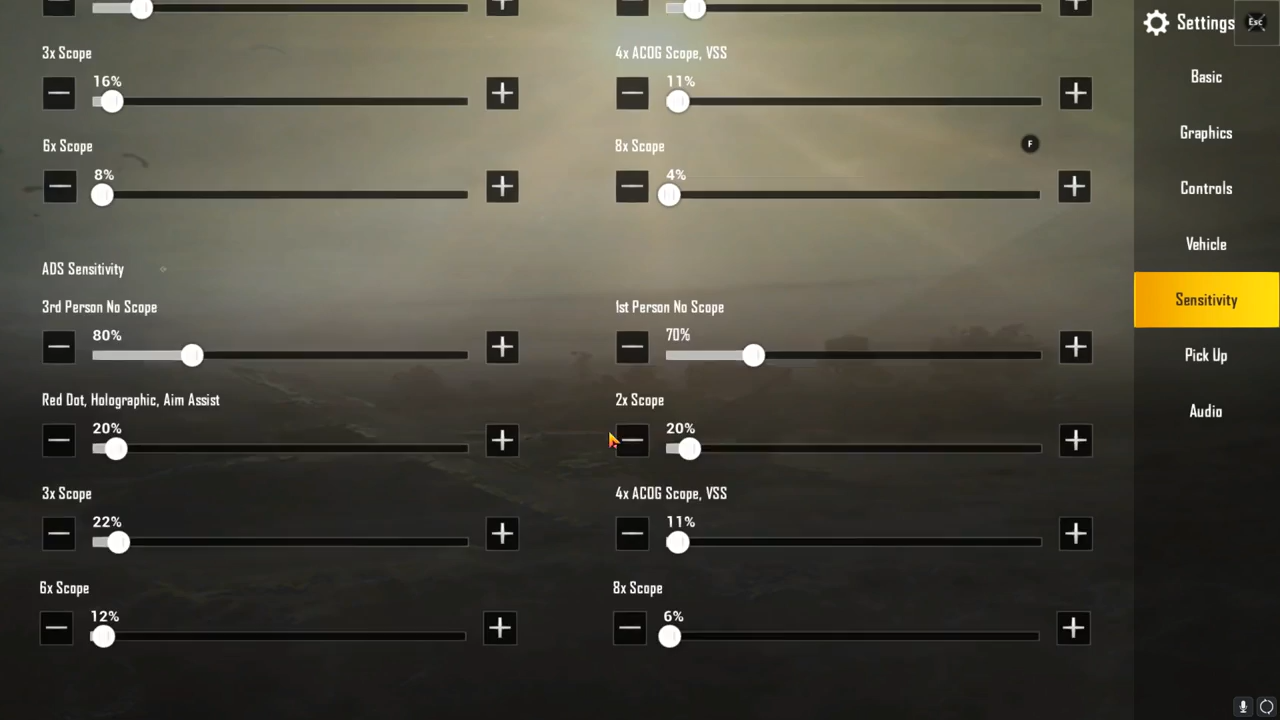 Settings
Esc
3x Scope
4x ACOG Scope, VSS
Basic
16%
11%
Graphics
6x Scope
8x Scope
F
8%
4%
Controls
Vehicle
ADS Sensitivity
Sensitivity
3rd Person No Scope
1st Person No Scope
80%
70%
Pick Up
Red Dot, Holographic, Aim Assist
2x Scope
Audio
20%
20%
3x Scope
4x ACOG Scope, VSS
22%
11%
6x Scope
8x Scope
12%
6%